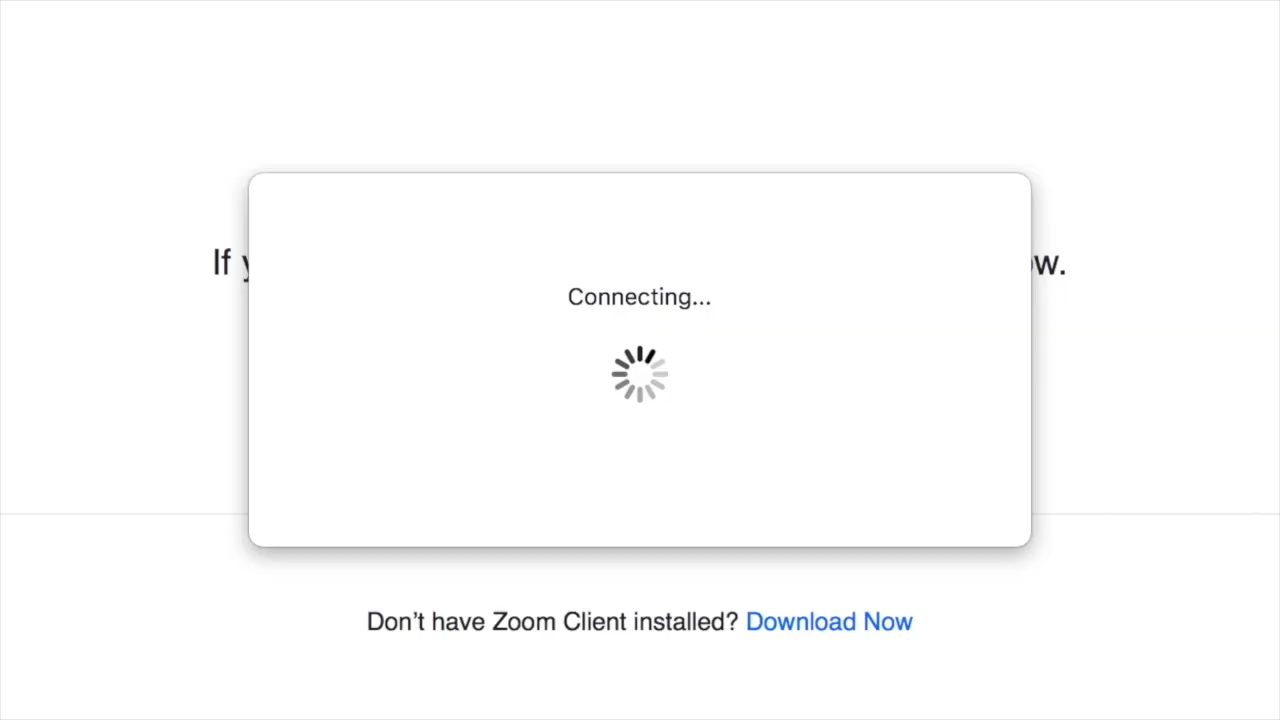 If
ow.
Connecting...
Don’t have Zoom Client installed? Download Now